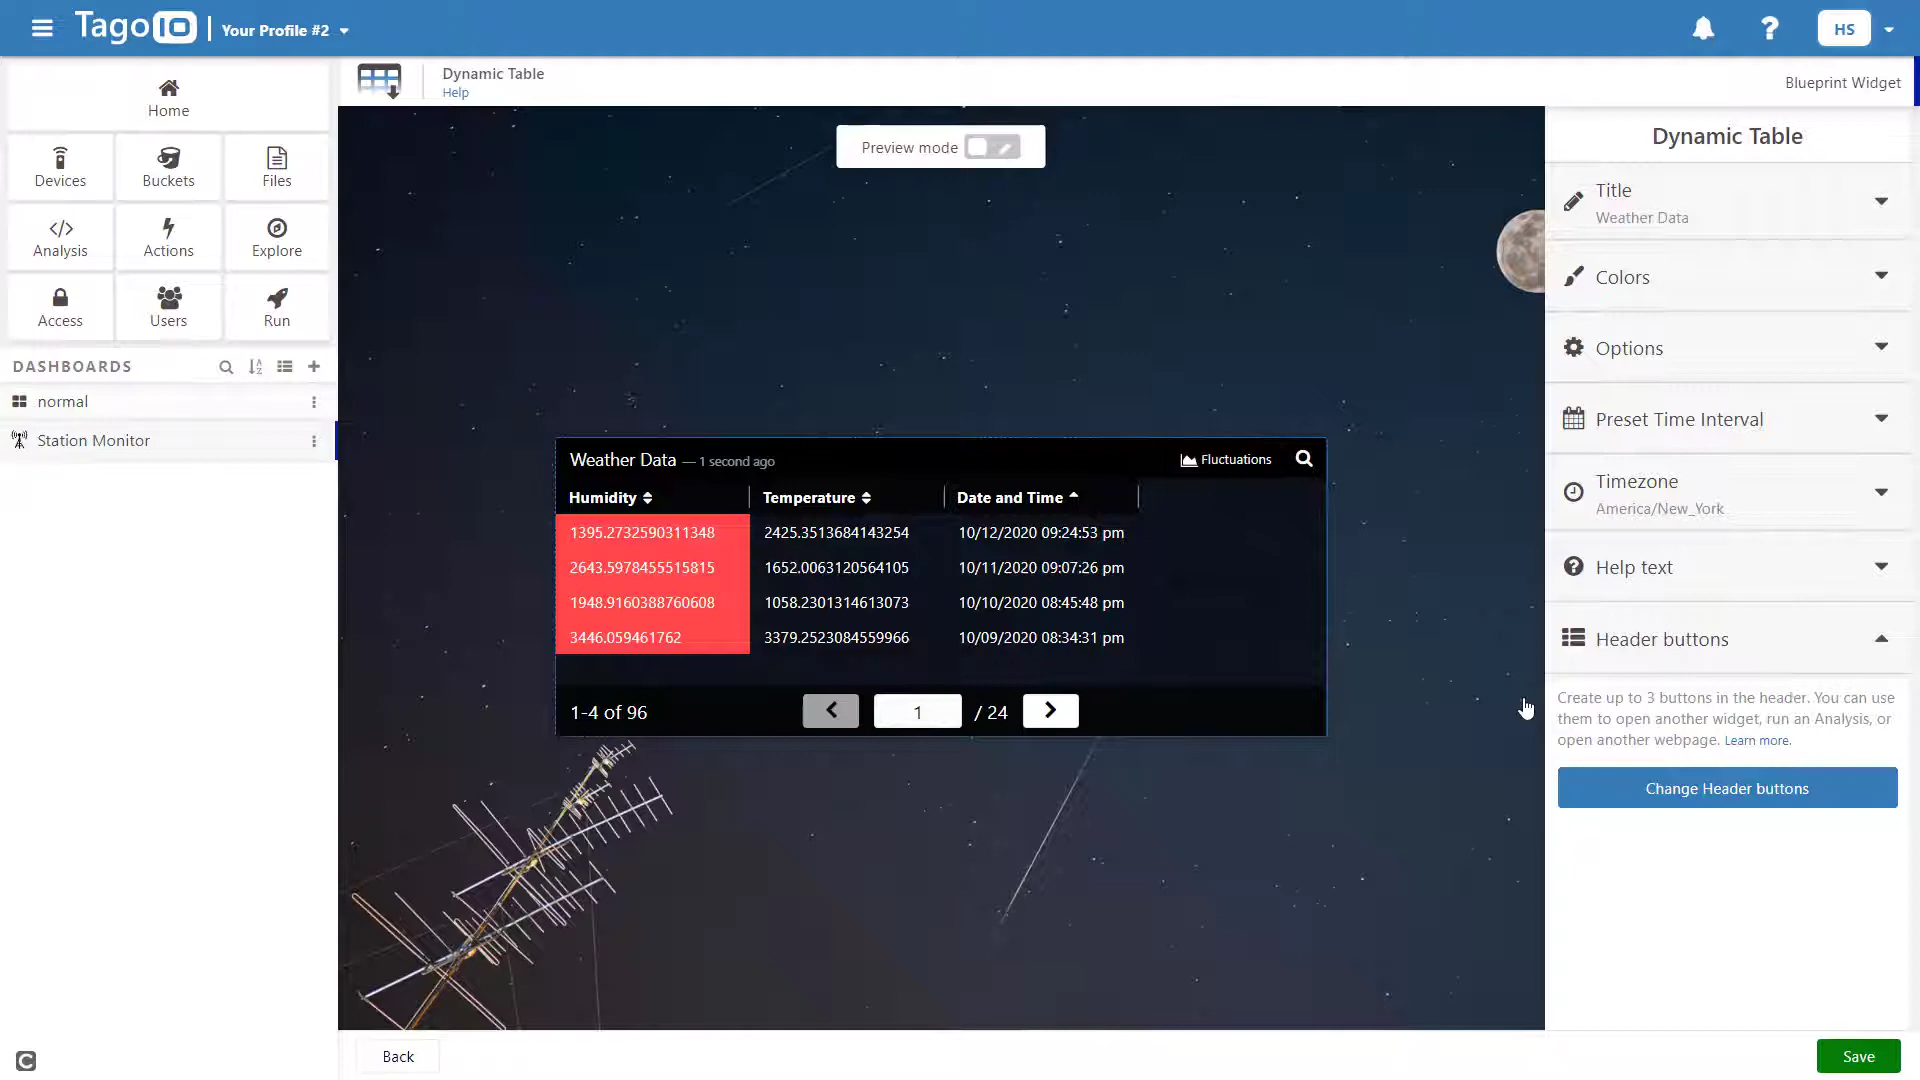 TagoIO
Your Profile #2
HS
Home
Devices
Buckets
Files
Analysis
Actions
Explore
Access
Users
Run
DASHBOARDS
normal
Station Monitor
Dynamic Table
Help
Blueprint Widget
Preview mode
Weather Data — 1 second ago
Fluctuations
Humidity Temperature Date and Time
1395.2732590311348 2425.3513684143254 10/12/2020 09:24:53 pm
2643.5978455515815 1652.0063120564105 10/11/2020 09:07:26 pm
1948.9160388760608 1058.2301314613073 10/10/2020 08:45:48 pm
3446.059461762 3379.2523084559966 10/09/2020 08:34:31 pm
1-4 of 96
1
/ 24
Dynamic Table
Title
Weather Data
Colors
Options
Preset Time Interval
Timezone
America/New_York
Help text
Header buttons
Create up to 3 buttons in the header. You can use
them to open another widget, run an Analysis, or
open another webpage. Learn more.
Change Header buttons
Back
Save